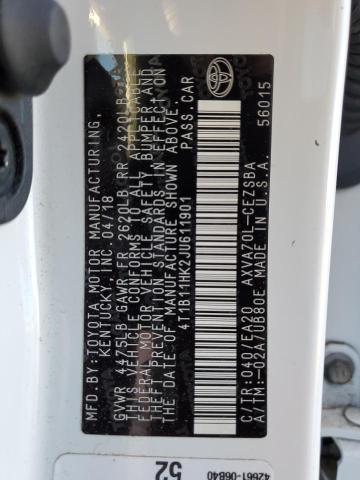 MFD.BY:TOYOTA MOTOR MANUFACTURING,
KENTUCKY, INC. 04/18
GVWR 4475LB GAWR FR 2620LB RR 2420LB
THIS VEHICLE CONFORMS TO ALL APPLICABLE
FEDERAL MOTOR VEHICLE SAFETY, BUMPER, AND
THEFT PREVENTION STANDARDS IN EFFECT ON
THE DATE OF MANUFACTURE SHOWN ABOVE.
4T1B11HK2JU611901 PASS.CAR
TOYOTA
C/TR:040/EA20 AXVA70L-CEZSBA
A/TM:-02A/UB80E MADE IN U.S.A. 56015
52
42661-06B40